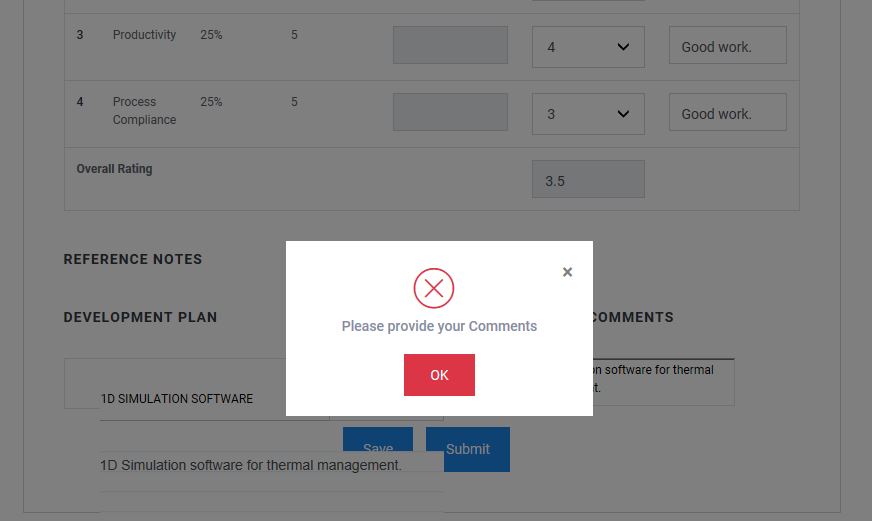 3 Productivity 25% 5 4 Good work.
4 Process 25% 5 3 Good work.
Compliance
Overall Rating 3.5
REFERENCE NOTES
×
Please provide your Comments
DEVELOPMENT PLAN COMMENTS
OK
on software for thermal
t.
1D SIMULATION SOFTWARE
Save Submit
1D Simulation software for thermal management.